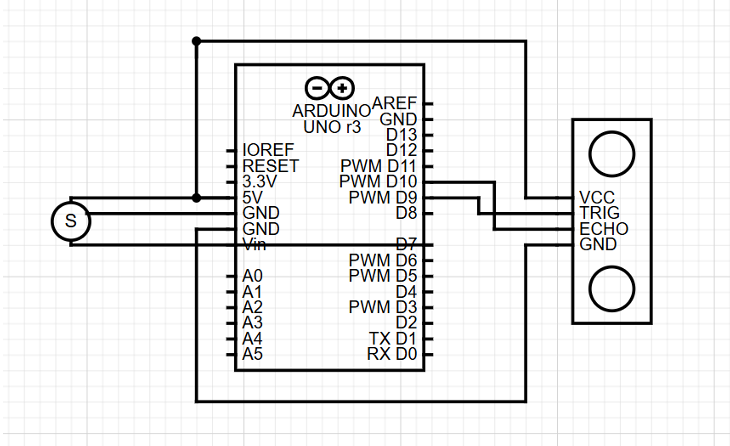 ARDUINO
UNO r3
AREF
GND
D13
D12
PWM D11
PWM D10
PWM D9
D8
D7
PWM D6
PWM D5
D4
PWM D3
D2
TX D1
RX D0
IOREF
RESET
3.3V
5V
GND
GND
Vin
A0
A1
A2
A3
A4
A5
S
VCC
TRIG
ECHO
GND